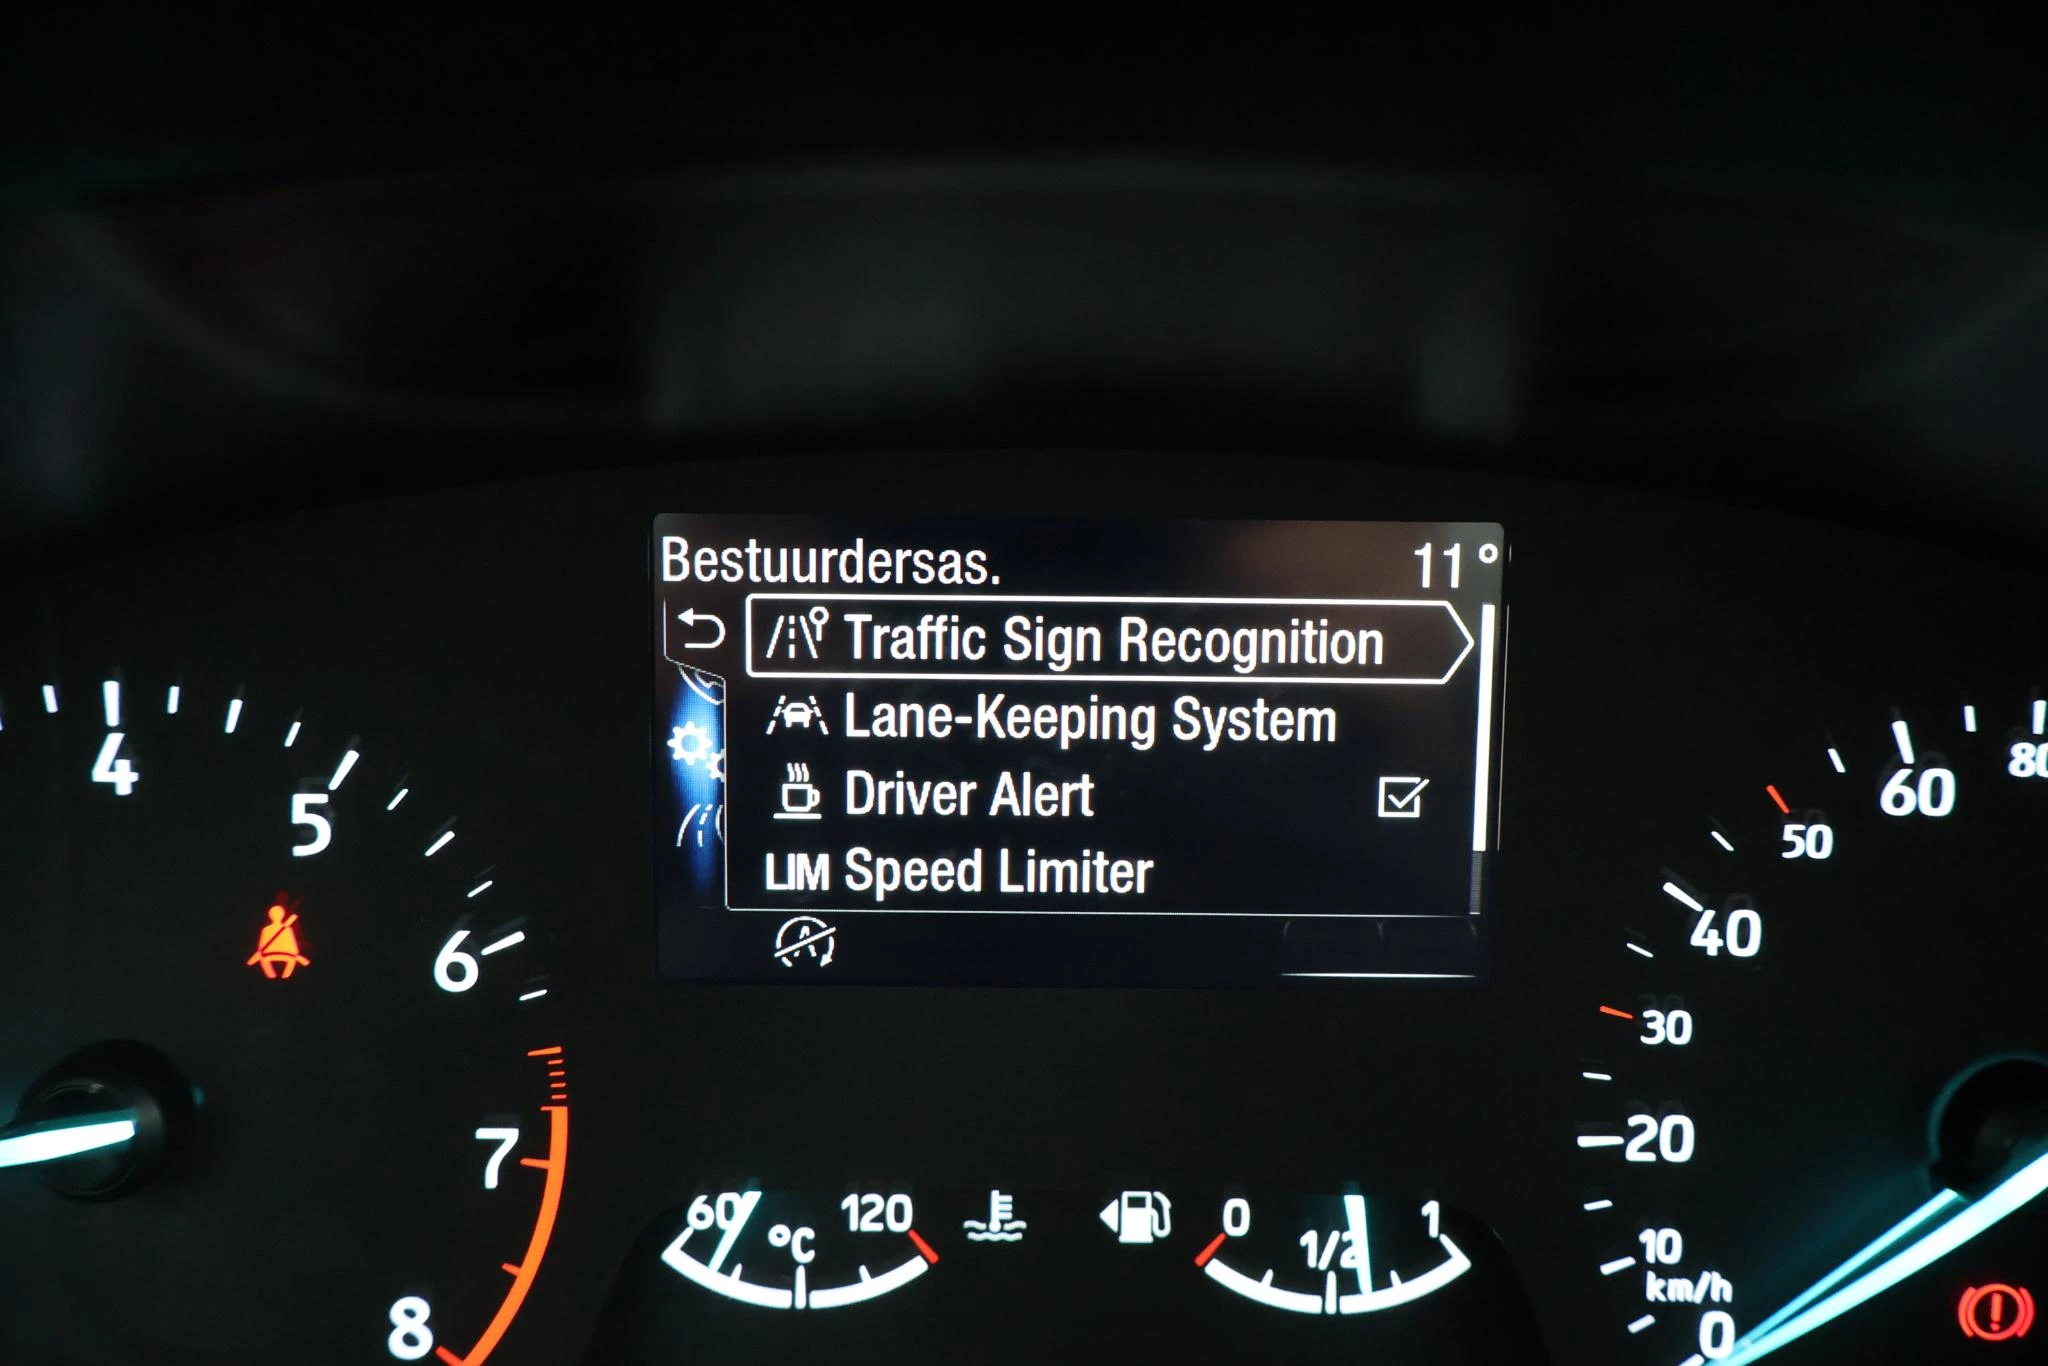 Bestuurdersas. 11°
Traffic Sign Recognition
Lane-Keeping System
Driver Alert
LIM Speed Limiter
4
5
6
7
8
60 °C 120
0 1/2 1
80
60
50
40
30
20
10
km/h
0